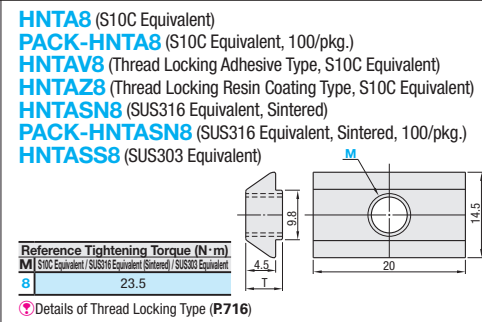 HNTA8 (S10C Equivalent)
PACK-HNTA8 (S10C Equivalent, 100/pkg.)
HNTAV8 (Thread Locking Adhesive Type, S10C Equivalent)
HNTAZ8 (Thread Locking Resin Coating Type, S10C Equivalent)
HNTASN8 (SUS316 Equivalent, Sintered)
PACK-HNTASN8 (SUS316 Equivalent, Sintered, 100/pkg.)
HNTASS8 (SUS303 Equivalent)
M
9.8
14.5
4.5
T
20
Reference Tightening Torque (N·m)
M S10C Equivalent / SUS316 Equivalent (Sintered) / SUS303 Equivalent
8 23.5
Details of Thread Locking Type (P.716)